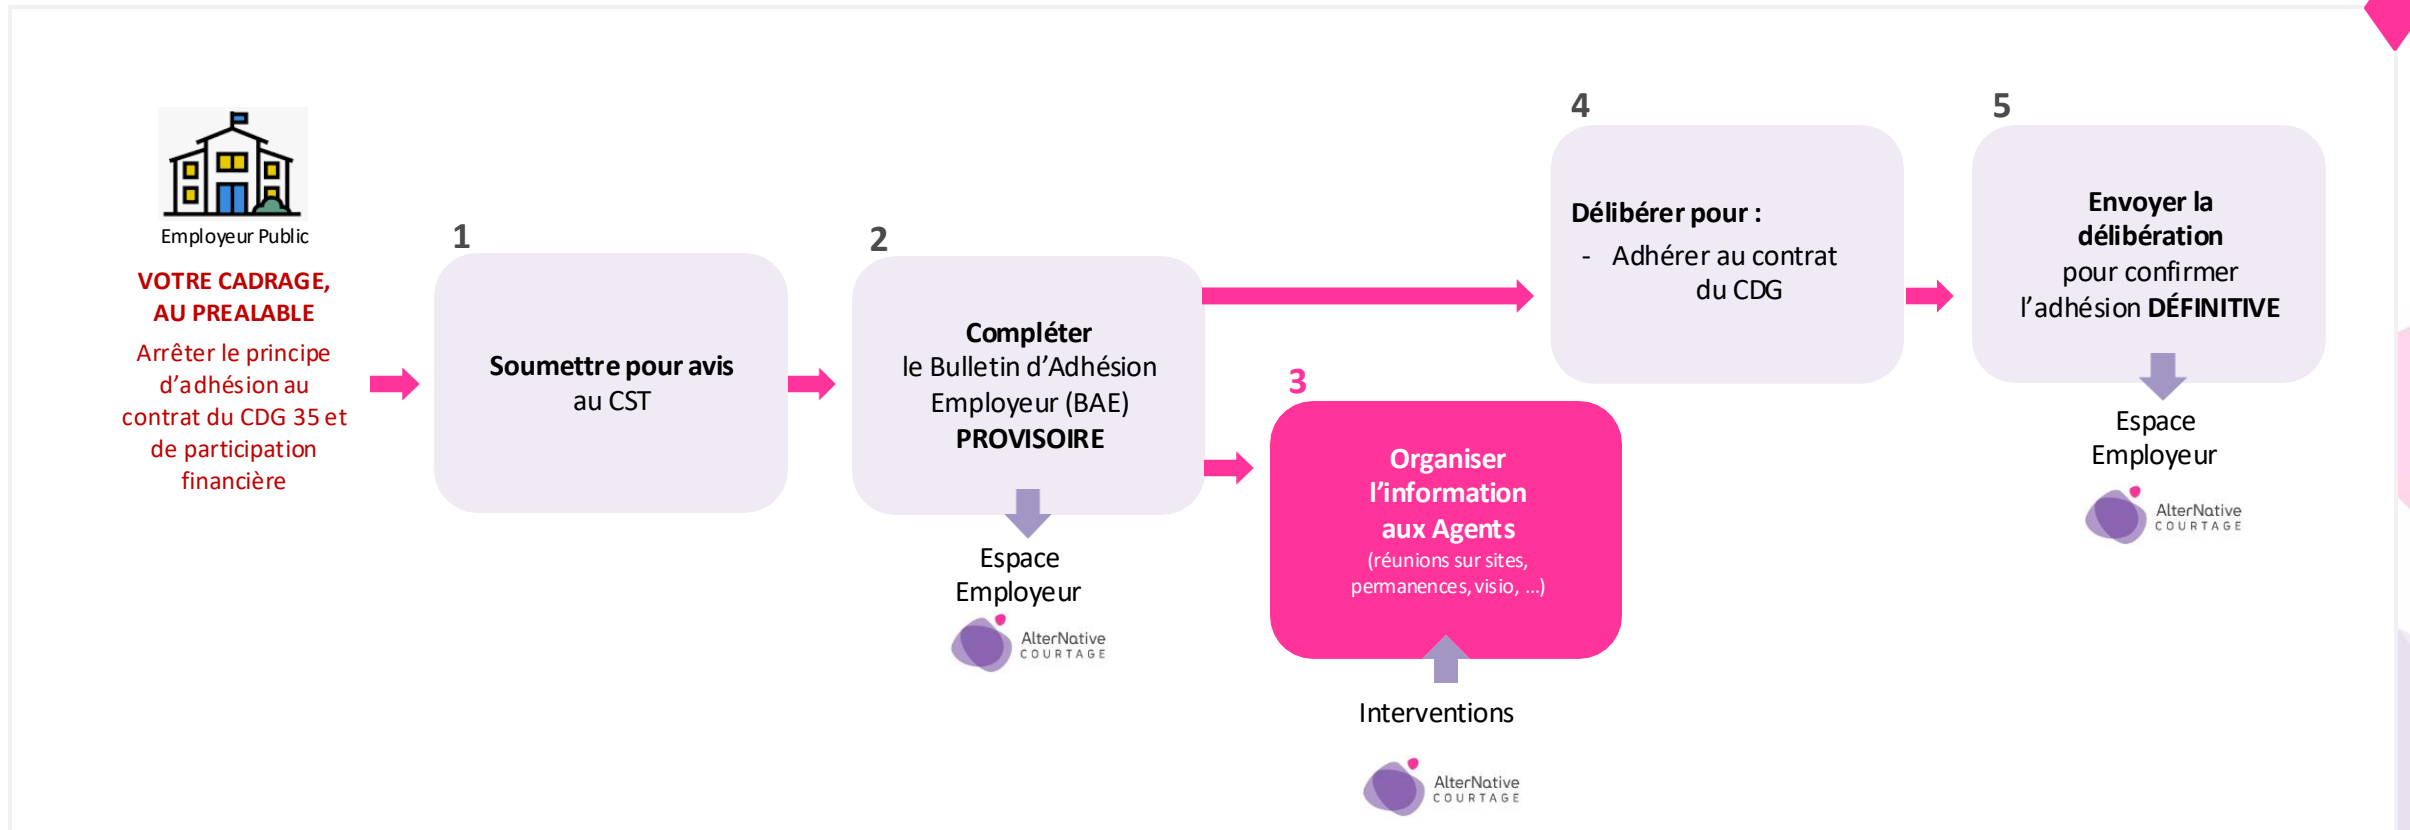 Employeur Public
VOTRE CADRAGE,
AU PREALABLE
Arrêter le principe
d'adhésion au
contrat du CDG 35 et
de participation
financière
1
Soumettre pour avis
au CST
2
Compléter
le Bulletin d'Adhésion
Employeur (BAE)
PROVISOIRE
Espace
Employeur
AlterNative
COURTAGE
3
Organiser
l'information
aux Agents
(réunions sur sites,
permanences, visio, ...)
Interventions
AlterNative
COURTAGE
4
Délibérer pour :
- Adhérer au contrat
du CDG
5
Envoyer la
délibération
pour confirmer
l'adhésion DÉFINITIVE
Espace
Employeur
AlterNative
COURTAGE